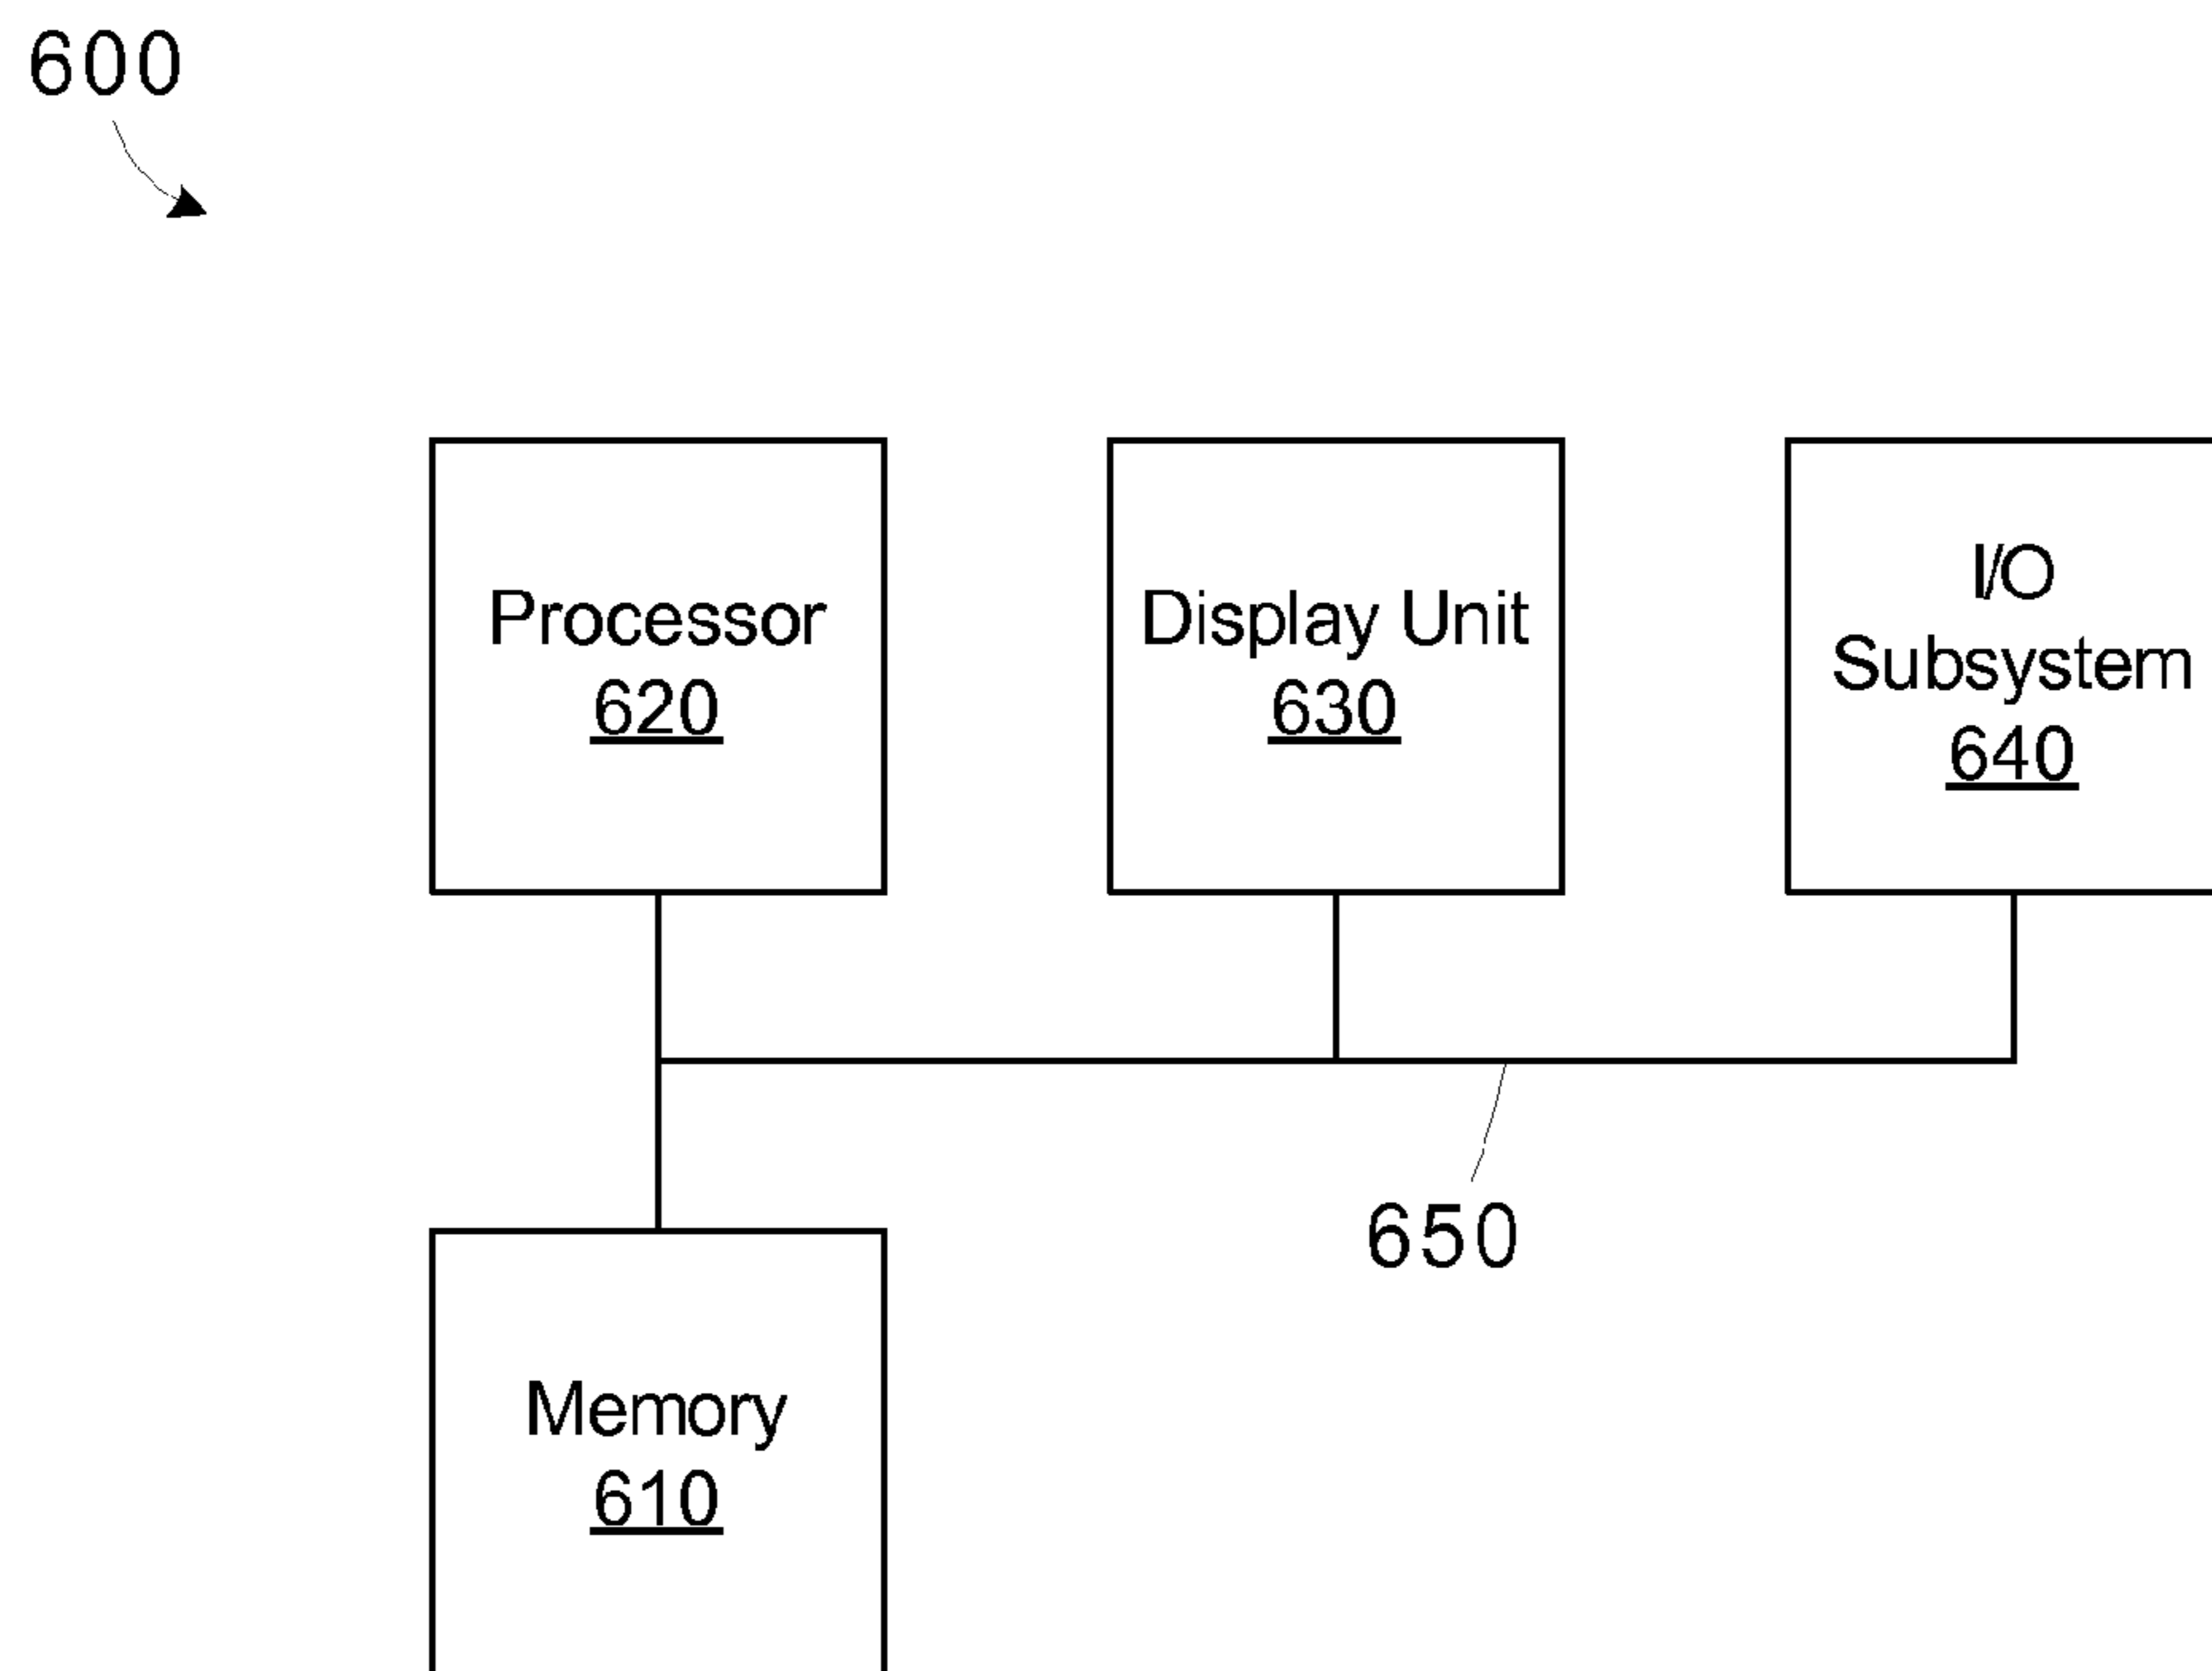 600
Processor
620
Display Unit
630
I/O
Subsystem
640
650
Memory
610